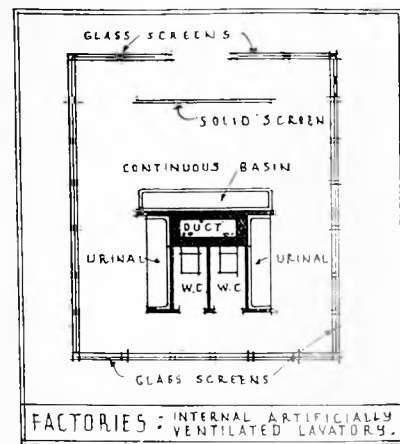 GLASS SCREENS
SOLID SCREEN
CONTINUOUS BASIN
DUCT
URINAL
URINAL
W.C.
W.C.
GLASS SCREENS
FACTORIES : INTERNAL ARTIFICIALLY
VENTILATED LAVATORY.